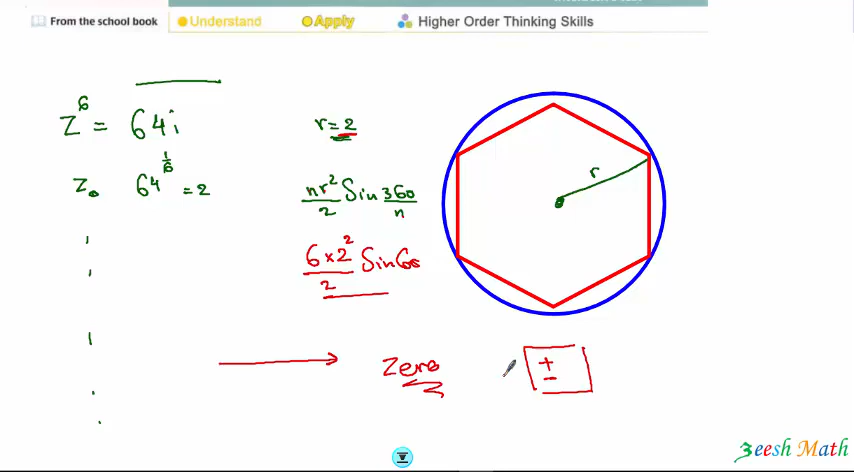 From the school book Understand Apply Higher Order Thinking Skills
Z^6 = 64i
r=2
Z₀ 64^(1/6) = 2
nr²/2 Sin 360/n
6×2²/2 Sin60
r
Zero
±
Zeesh Math